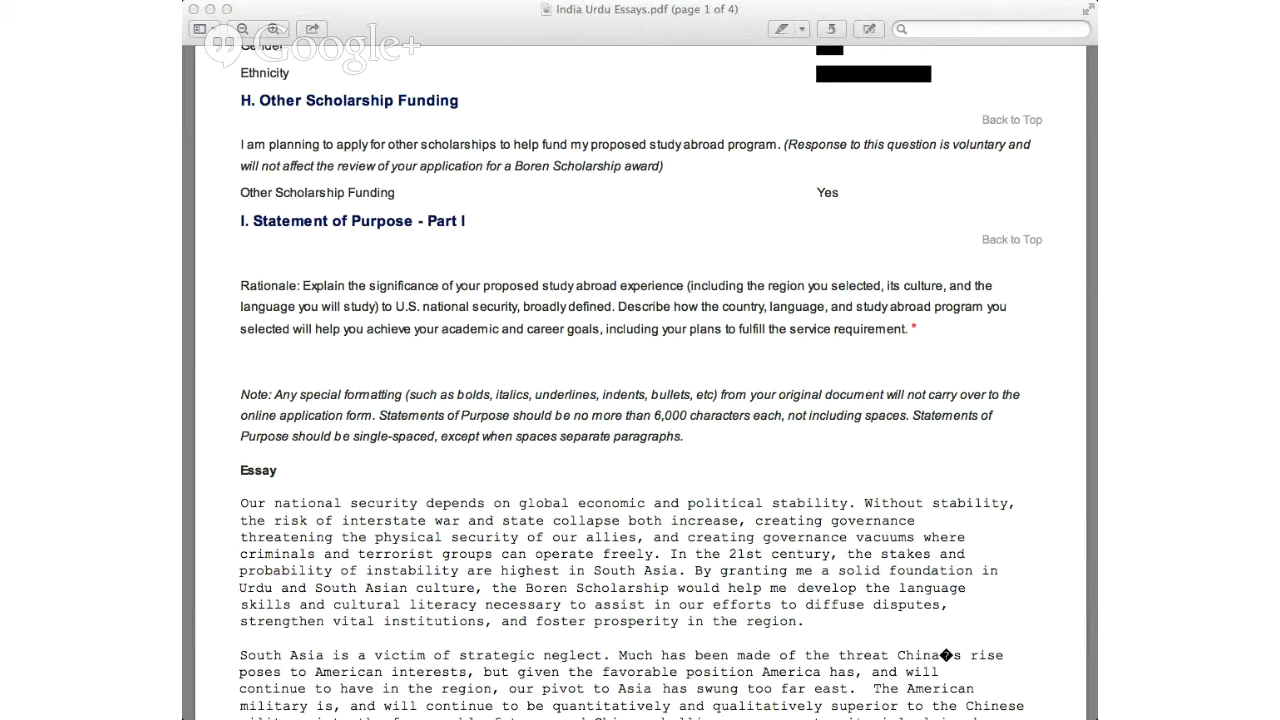 India Urdu Essays.pdf (page 1 of 4)
Google+
Gender
Ethnicity
H. Other Scholarship Funding
Back to Top
I am planning to apply for other scholarships to help fund my proposed study abroad program. (Response to this question is voluntary and
will not affect the review of your application for a Boren Scholarship award)
Other Scholarship Funding Yes
I. Statement of Purpose - Part I
Back to Top
Rationale: Explain the significance of your proposed study abroad experience (including the region you selected, its culture, and the
language you will study) to U.S. national security, broadly defined. Describe how the country, language, and study abroad program you
selected will help you achieve your academic and career goals, including your plans to fulfill the service requirement. *
Note: Any special formatting (such as bolds, italics, underlines, indents, bullets, etc) from your original document will not carry over to the
online application form. Statements of Purpose should be no more than 6,000 characters each, not including spaces. Statements of
Purpose should be single-spaced, except when spaces separate paragraphs.
Essay
Our national security depends on global economic and political stability. Without stability,
the risk of interstate war and state collapse both increase, creating governance
threatening the physical security of our allies, and creating governance vacuums where
criminals and terrorist groups can operate freely. In the 21st century, the stakes and
probability of instability are highest in South Asia. By granting me a solid foundation in
Urdu and South Asian culture, the Boren Scholarship would help me develop the language
skills and cultural literacy necessary to assist in our efforts to diffuse disputes,
strengthen vital institutions, and foster prosperity in the region.
South Asia is a victim of strategic neglect. Much has been made of the threat China�s rise
poses to American interests, but given the favorable position America has, and will
continue to have in the region, our pivot to Asia has swung too far east. The American
military is, and will continue to be quantitatively and qualitatively superior to the Chinese